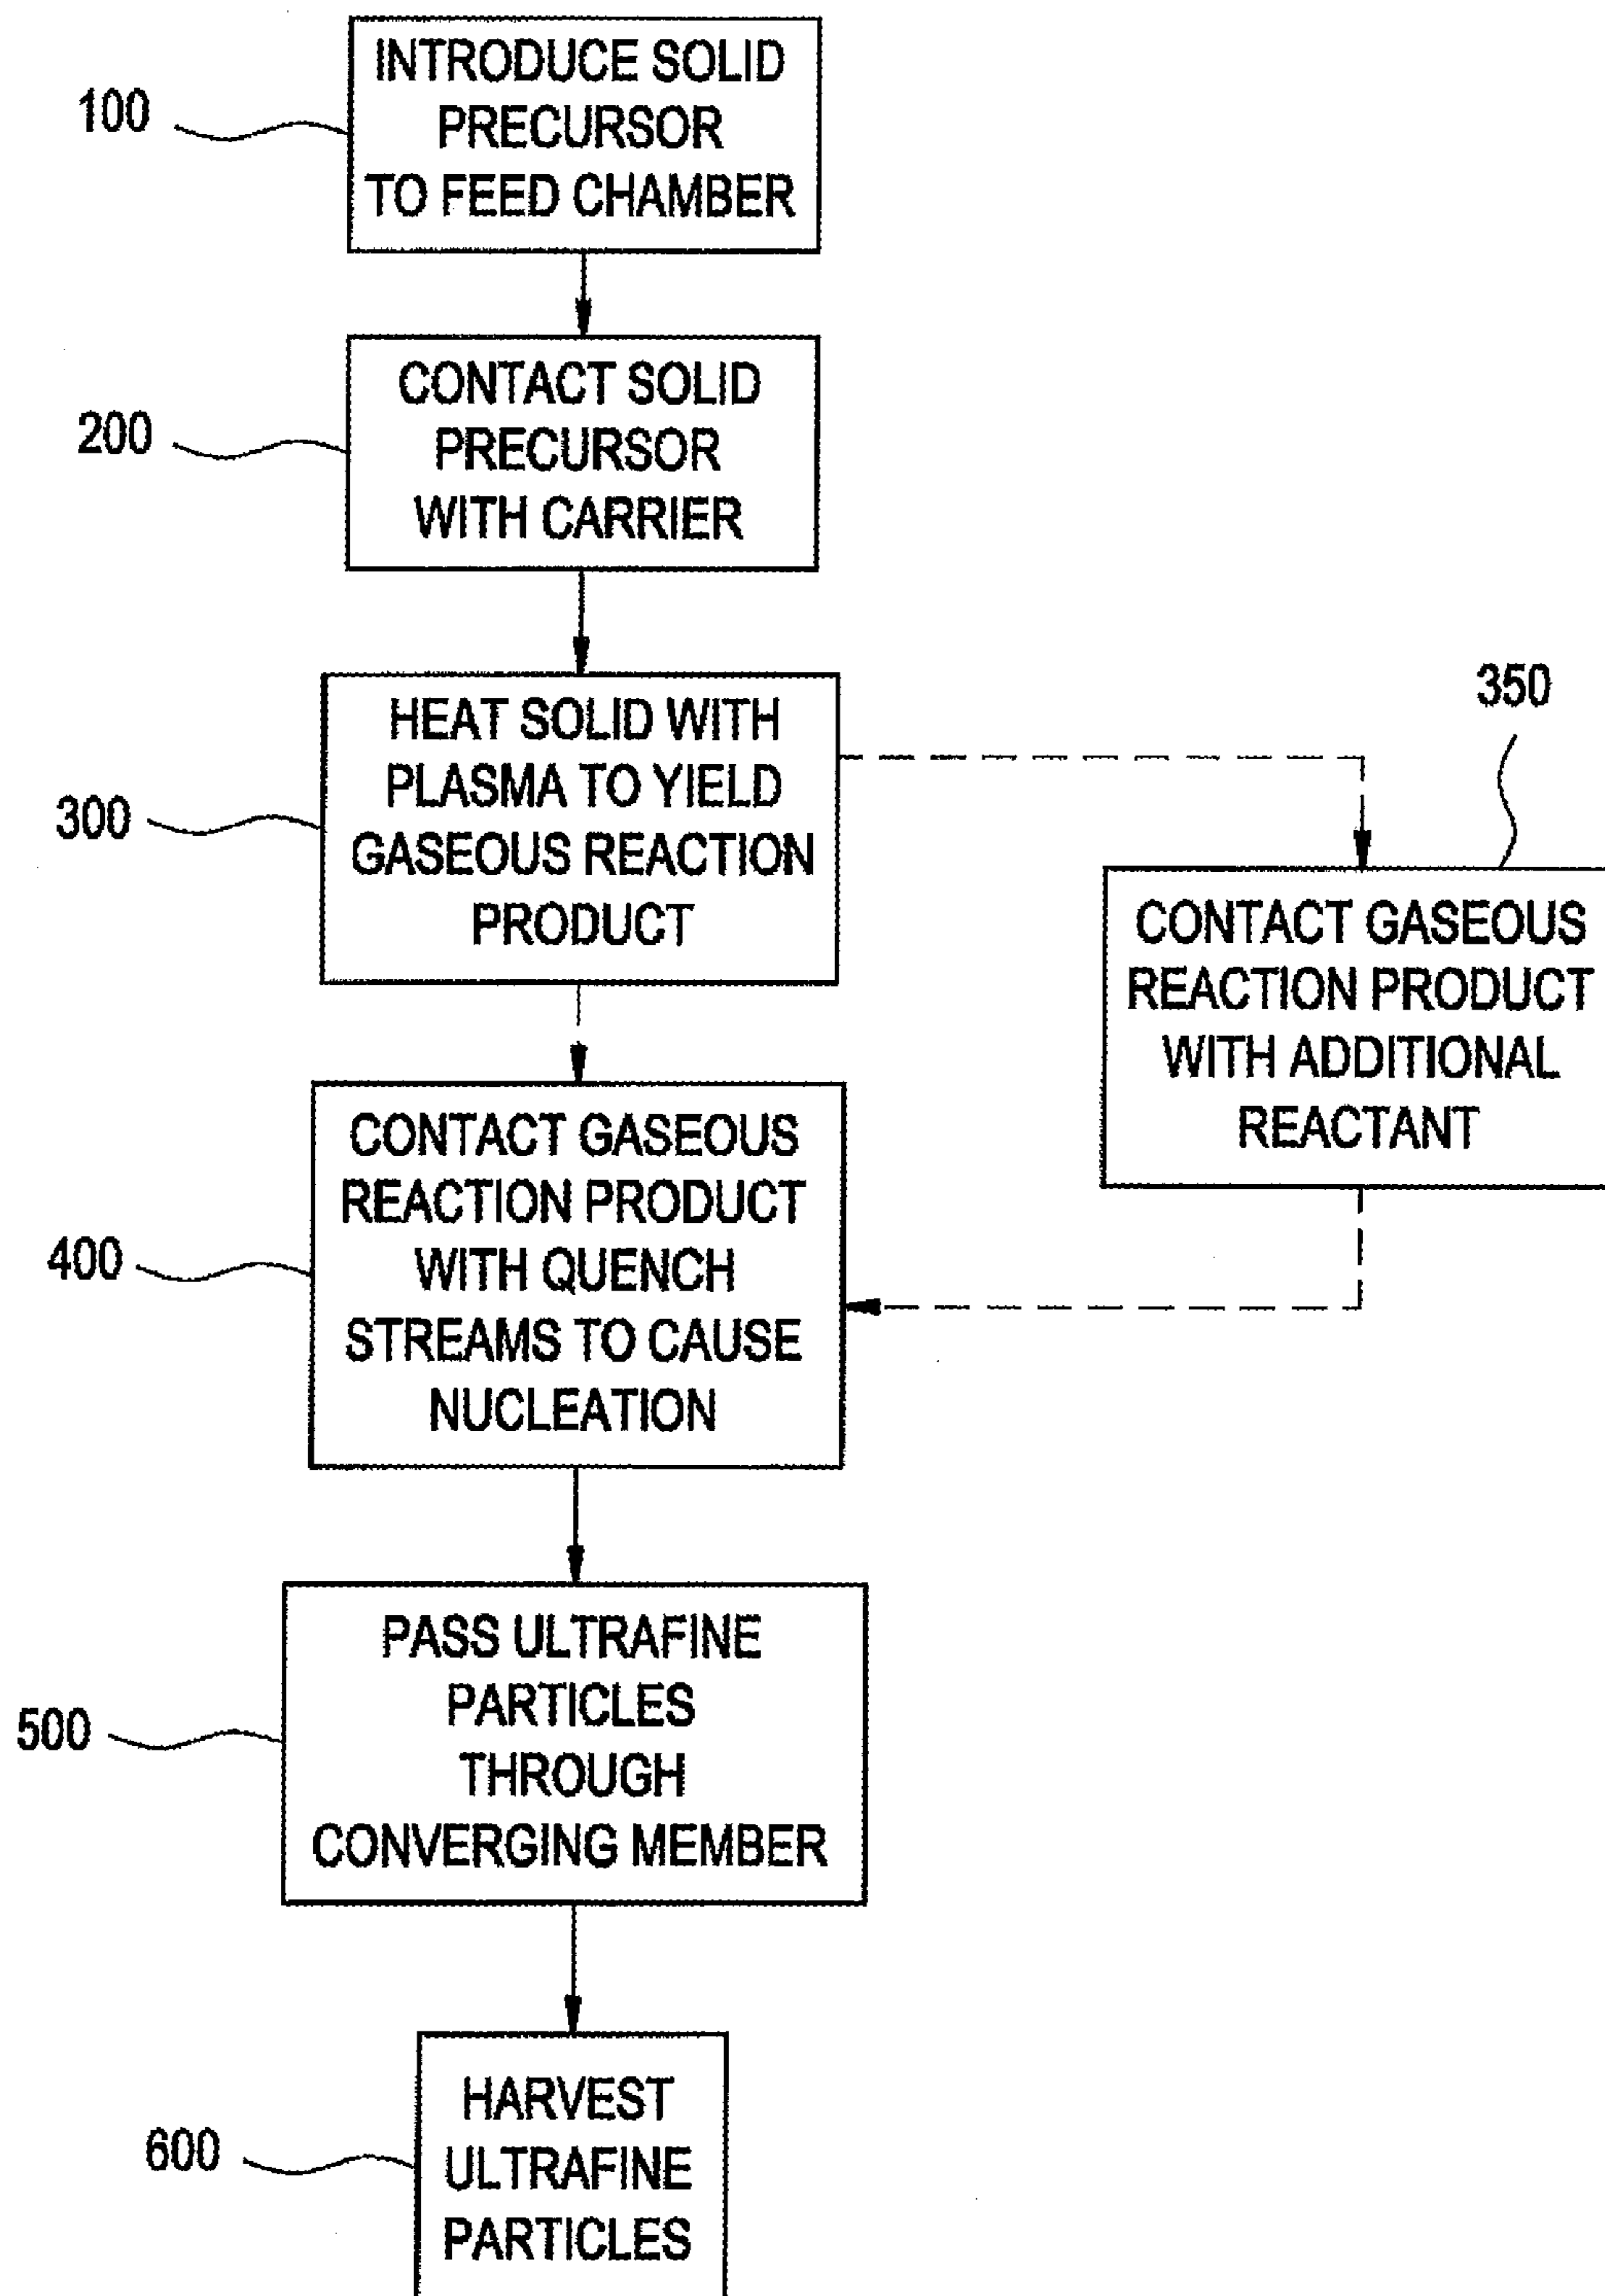 100
INTRODUCE SOLID
PRECURSOR
TO FEED CHAMBER
200
CONTACT SOLID
PRECURSOR
WITH CARRIER
300
HEAT SOLID WITH
PLASMA TO YIELD
GASEOUS REACTION
PRODUCT
350
CONTACT GASEOUS
REACTION PRODUCT
WITH ADDITIONAL
REACTANT
400
CONTACT GASEOUS
REACTION PRODUCT
WITH QUENCH
STREAMS TO CAUSE
NUCLEATION
500
PASS ULTRAFINE
PARTICLES
THROUGH
CONVERGING MEMBER
600
HARVEST
ULTRAFINE
PARTICLES